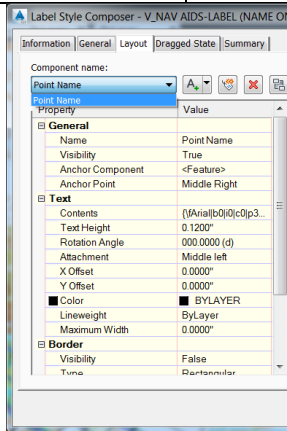 Label Style Composer - V_NAV AIDS-LABEL (NAME ON
Information General Layout Dragged State Summary
Component name:
Point Name
Point Name
Property Value
General
Name Point Name
Visibility True
Anchor Component <Feature>
Anchor Point Middle Right
Text
Contents {\fArial|b0|i0|c0|p3...
Text Height 0.1200"
Rotation Angle 000.0000 (d)
Attachment Middle left
X Offset 0.0000"
Y Offset 0.0000"
Color BYLAYER
Lineweight ByLayer
Maximum Width 0.0000"
Border
Visibility False
Type Rectangular